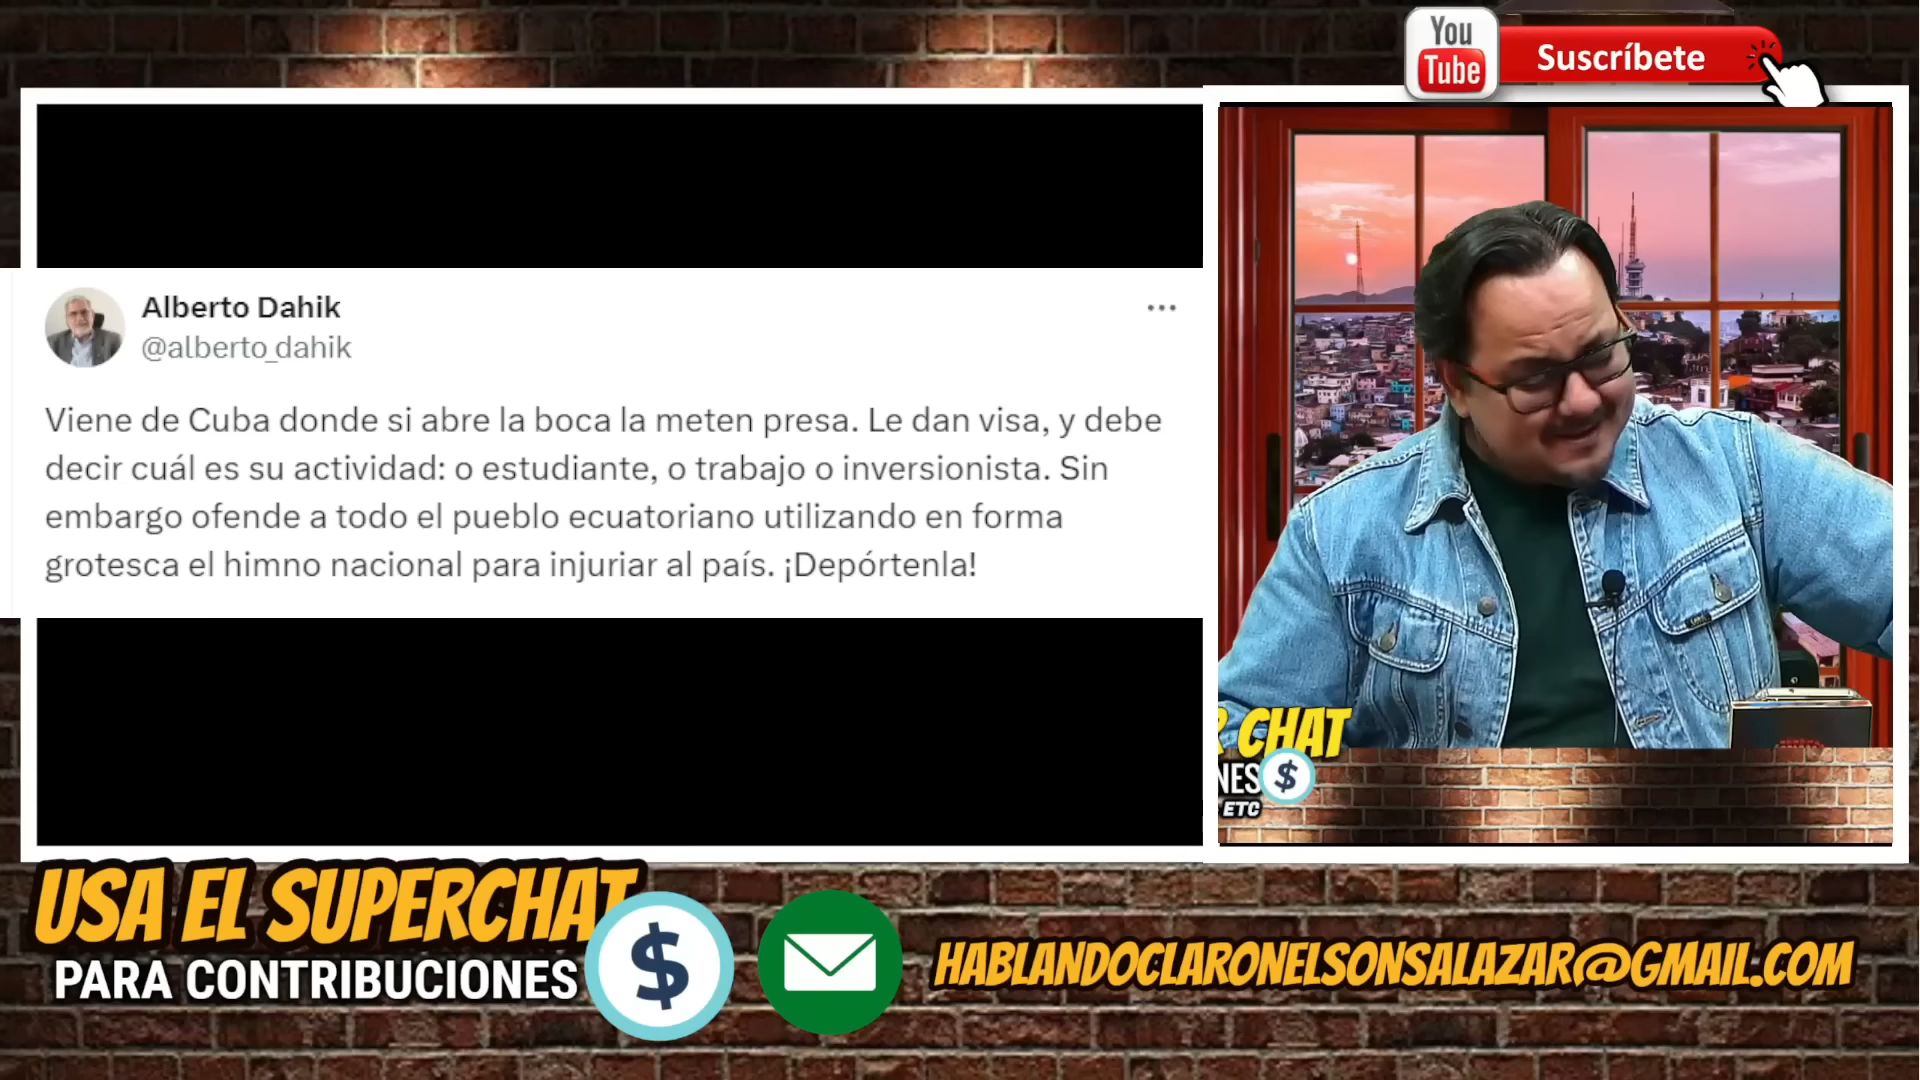 You
Tube
Suscríbete
Alberto Dahik
@alberto_dahik
Viene de Cuba donde si abre la boca la meten presa. Le dan visa, y debe
decir cuál es su actividad: o estudiante, o trabajo o inversionista. Sin
embargo ofende a todo el pueblo ecuatoriano utilizando en forma
grotesca el himno nacional para injuriar al país. ¡Depórtenla!
R CHAT
NES $
ETC
USA EL SUPERCHAT
PARA CONTRIBUCIONES
$
HABLANDOCLARONELSONSALAZAR@GMAIL.COM